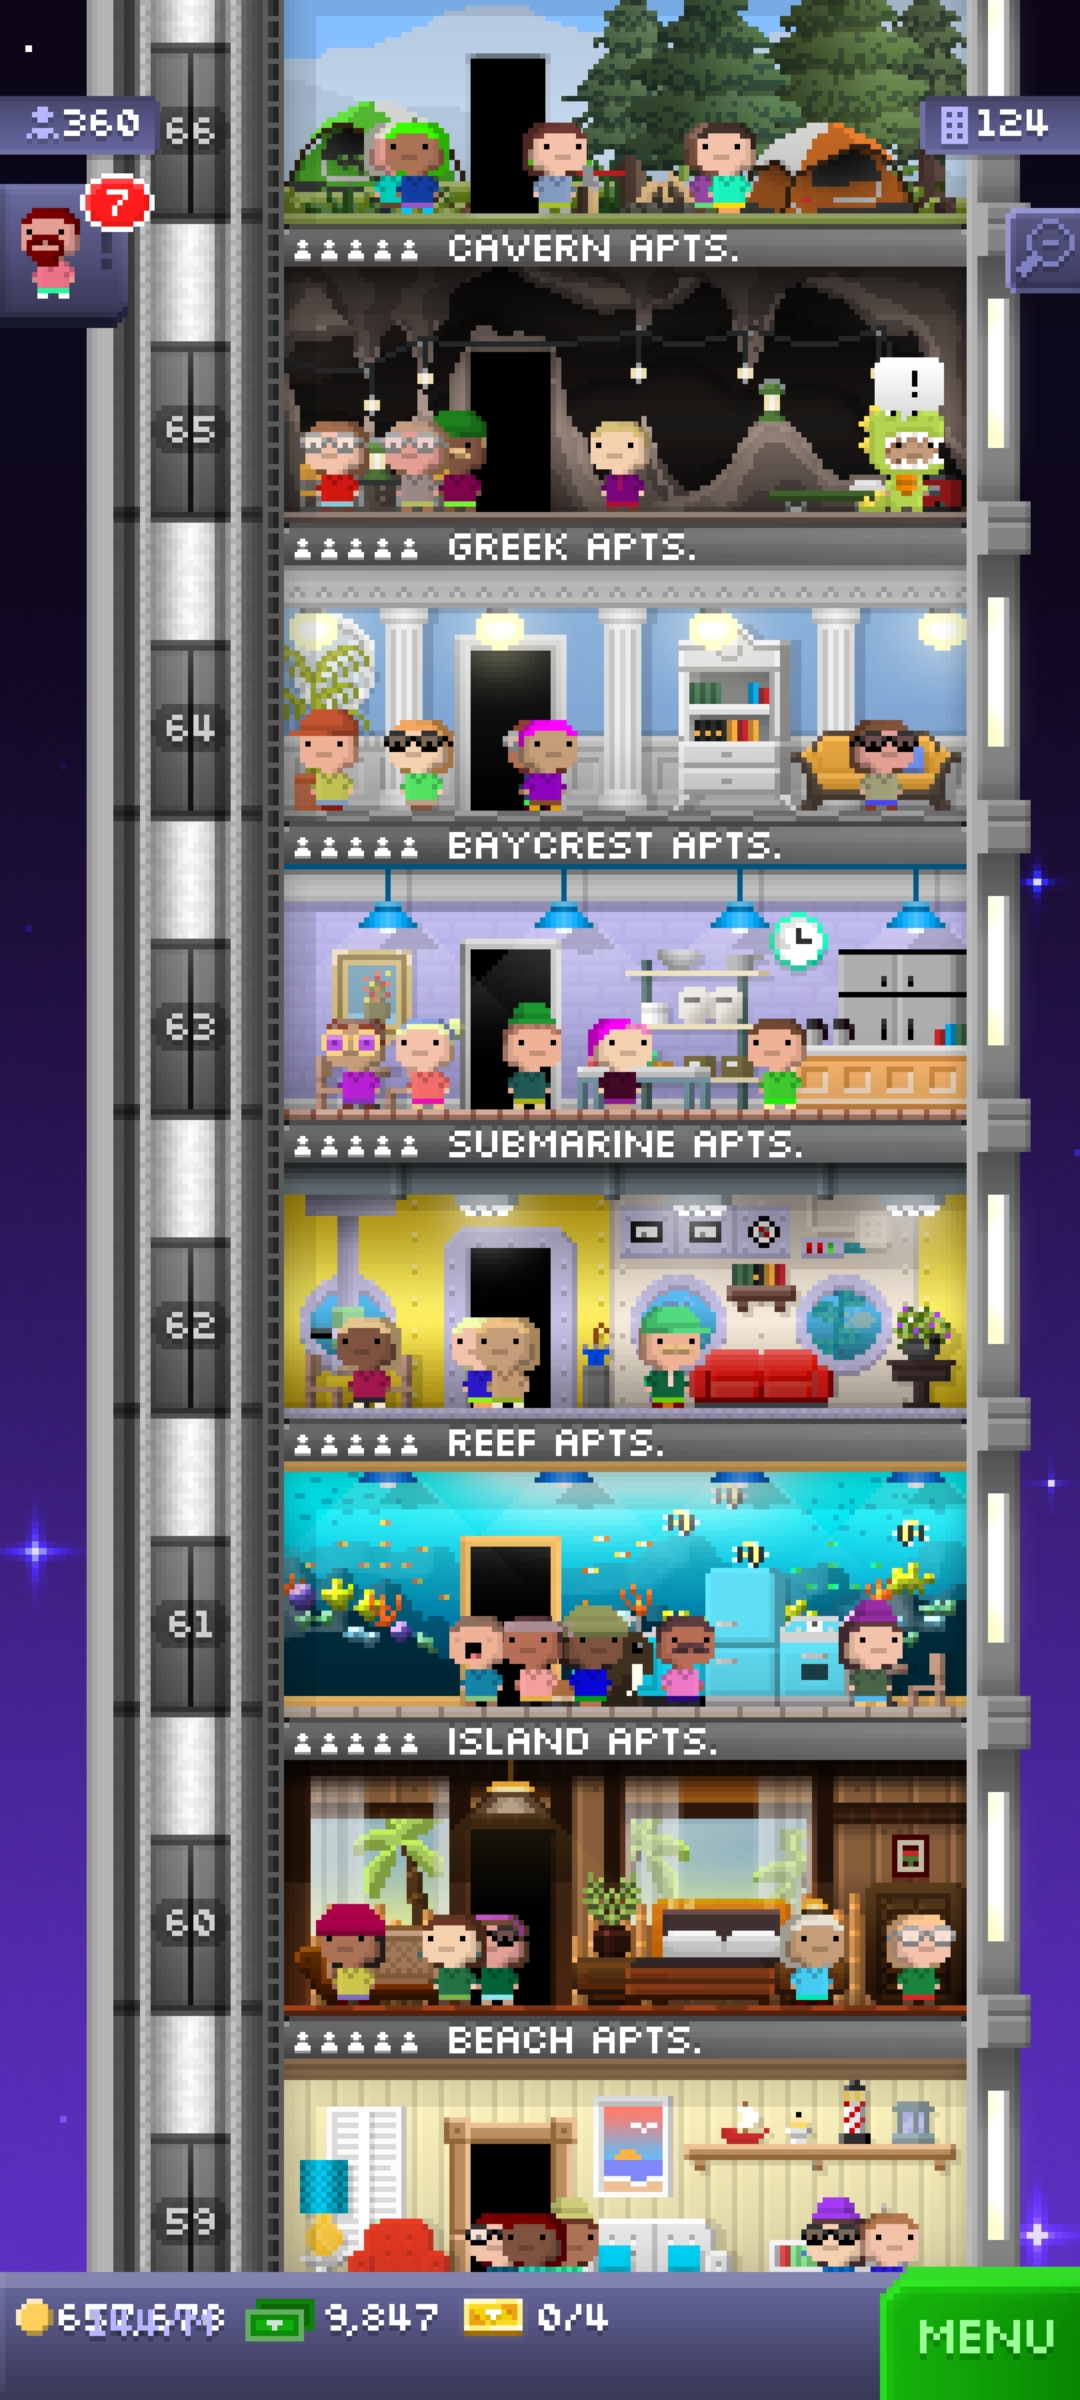 66
360
124
7
CAVERN APTS.
65
!
GREEK APTS.
64
BAYCREST APTS.
63
SUBMARINE APTS.
62
REEF APTS.
61
ISLAND APTS.
60
BEACH APTS.
59
9,847
0/4
MENU